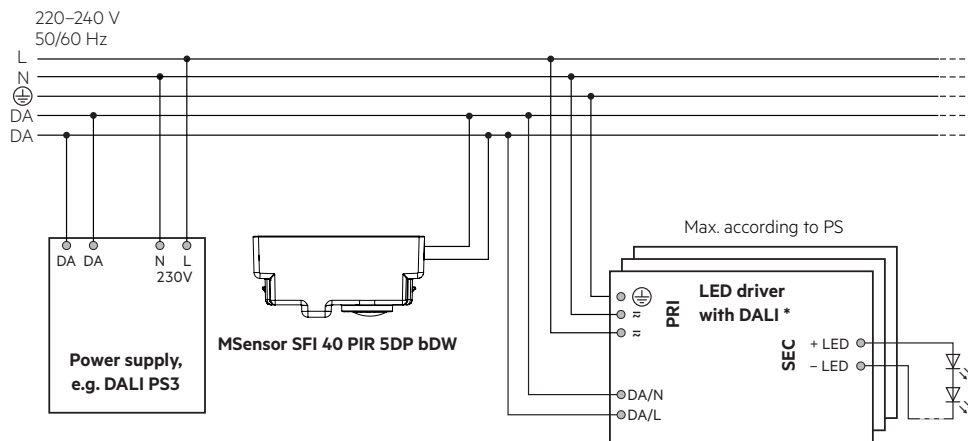 220–240 V
50/60 Hz
L
N
DA
DA
DA DA N L
230V
Power supply,
e.g. DALI PS3
MSensor SFI 40 PIR 5DP bDW
Max. according to PS
LED driver
with DALI *
PRI
≂
≂
SEC
+ LED
– LED
DA/N
DA/L